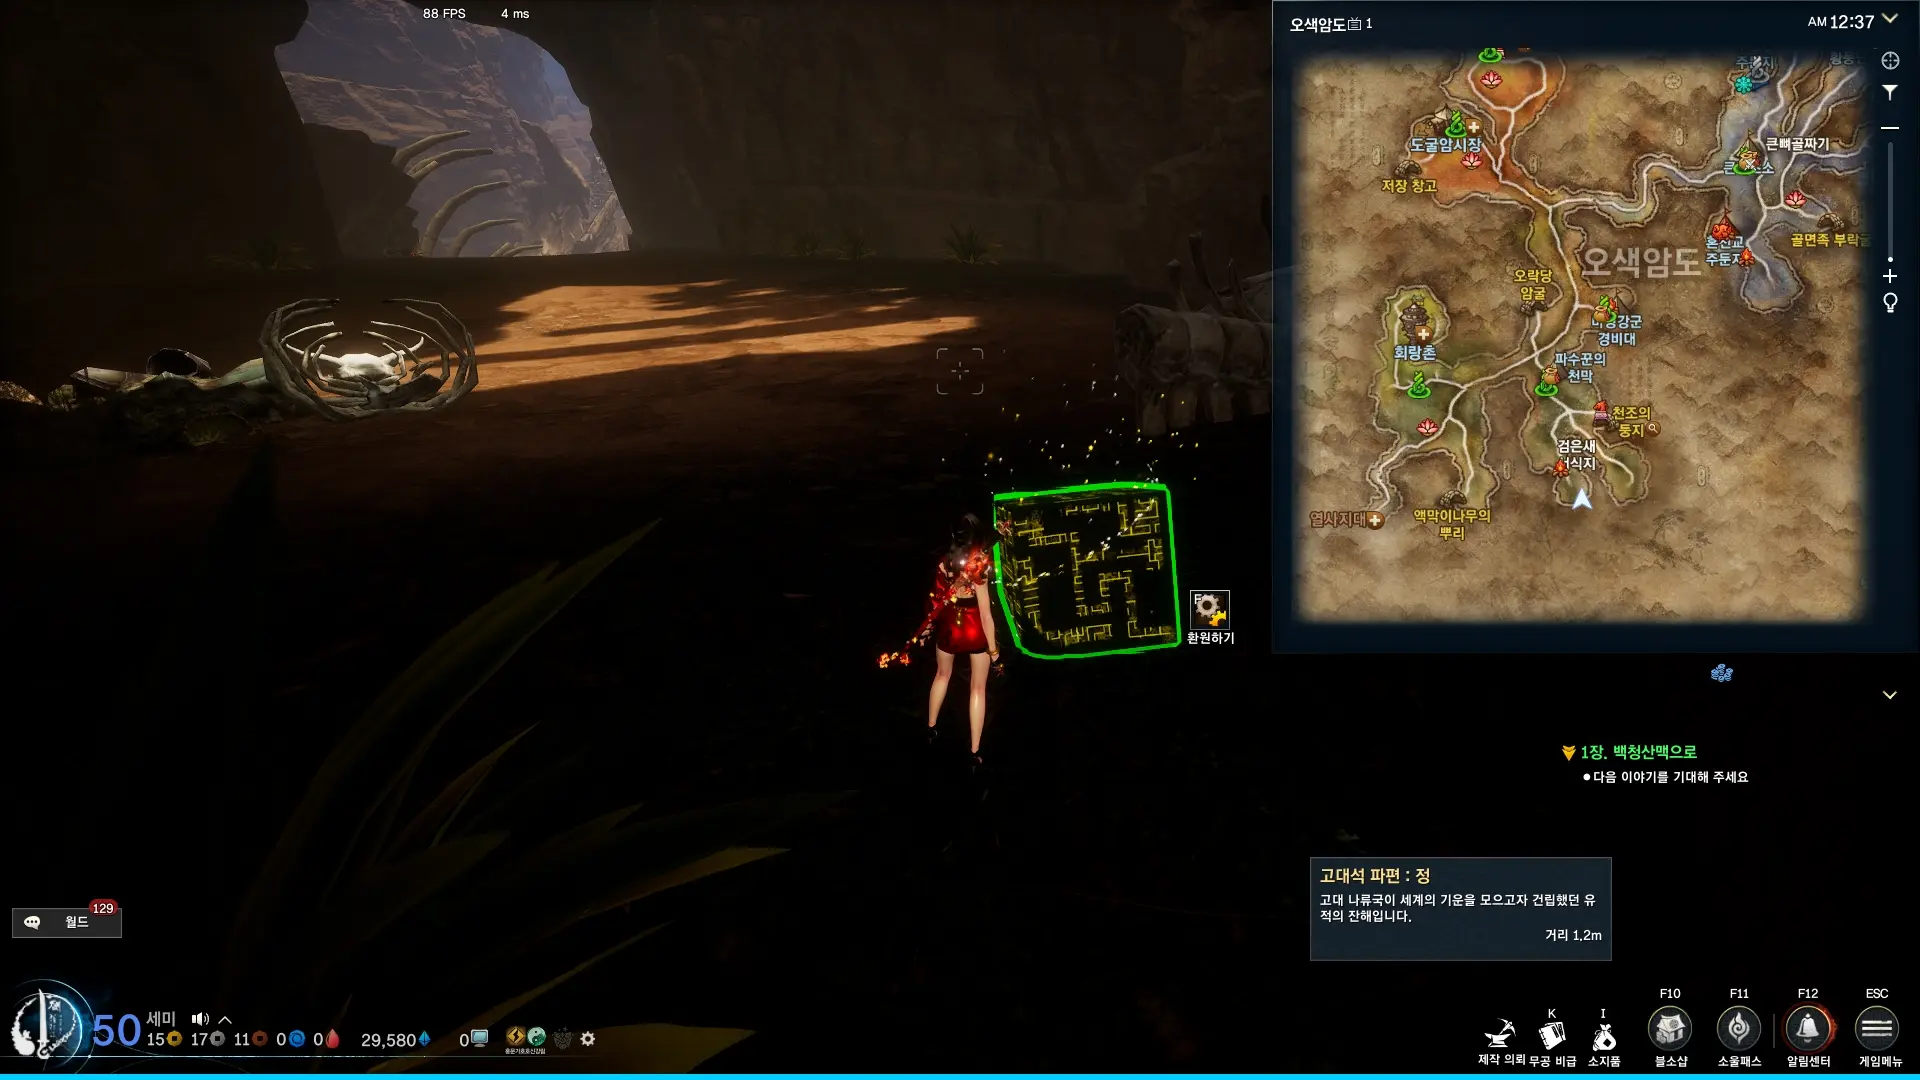 88 FPS 4 ms
오색암도 1
AM 12:37
도굴암시장
저장 창고
큰뼈골짜기
골면족 부락
오색암도
오락당
암굴
경비대
회랑촌
파수꾼의
천막
천조의
둥지
검은새
열사지대
액막이나무의
뿌리
환원하기
1장. 백청산맥으로
다음 이야기를 기대해 주세요
고대석 파편 : 정
고대 나류국이 세계의 기운을 모으고자 건립했던 유
적의 잔해입니다.
거리 1.2m
월드 129
50 세미
15 17 11 0 0 29,580 0
K I F10 F11 F12 ESC
제작 의뢰 무공 비급 소지품 블소샵 소울패스 알림센터 게임메뉴